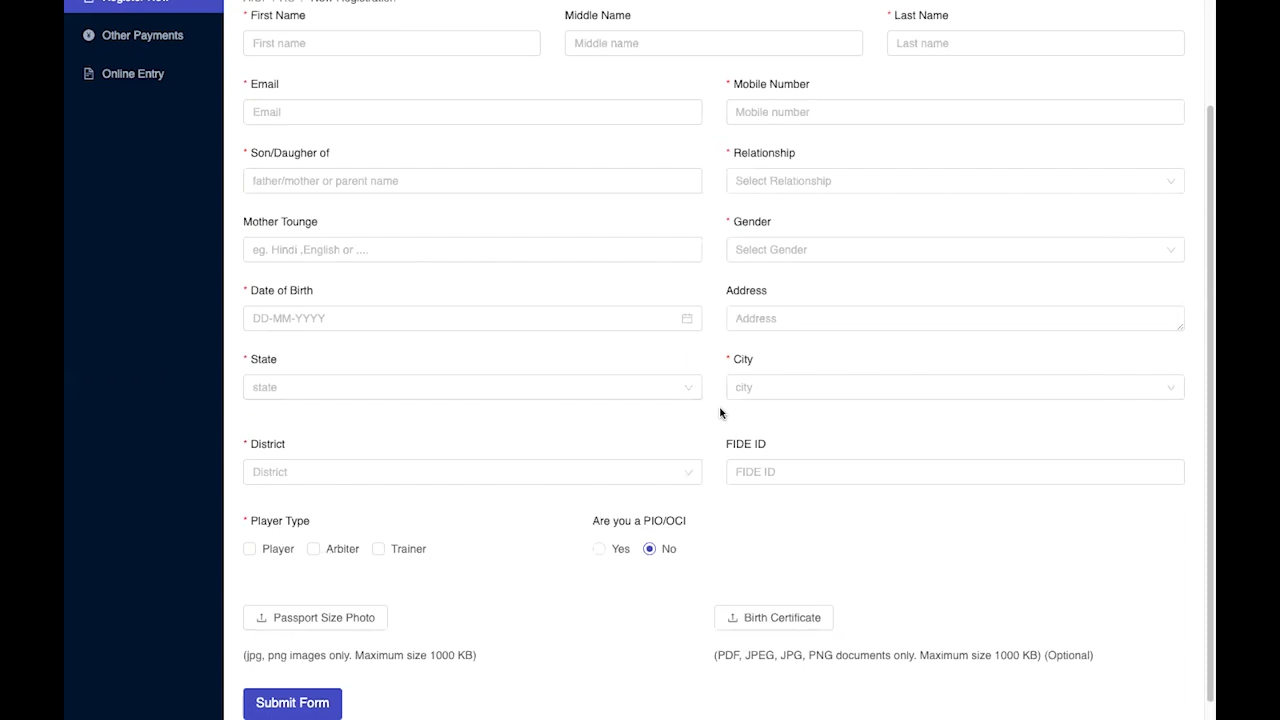 Other Payments
Online Entry
* First Name
Middle Name
* Last Name
First name
Middle name
Last name
* Email
* Mobile Number
Email
Mobile number
* Son/Daugher of
* Relationship
father/mother or parent name
Select Relationship
Mother Tounge
* Gender
eg. Hindi ,English or ....
Select Gender
* Date of Birth
Address
DD-MM-YYYY
Address
* State
* City
state
city
* District
FIDE ID
District
FIDE ID
* Player Type
Are you a PIO/OCI
Player Arbiter Trainer
Yes No
Passport Size Photo
Birth Certificate
(jpg, png images only. Maximum size 1000 KB)
(PDF, JPEG, JPG, PNG documents only. Maximum size 1000 KB) (Optional)
Submit Form